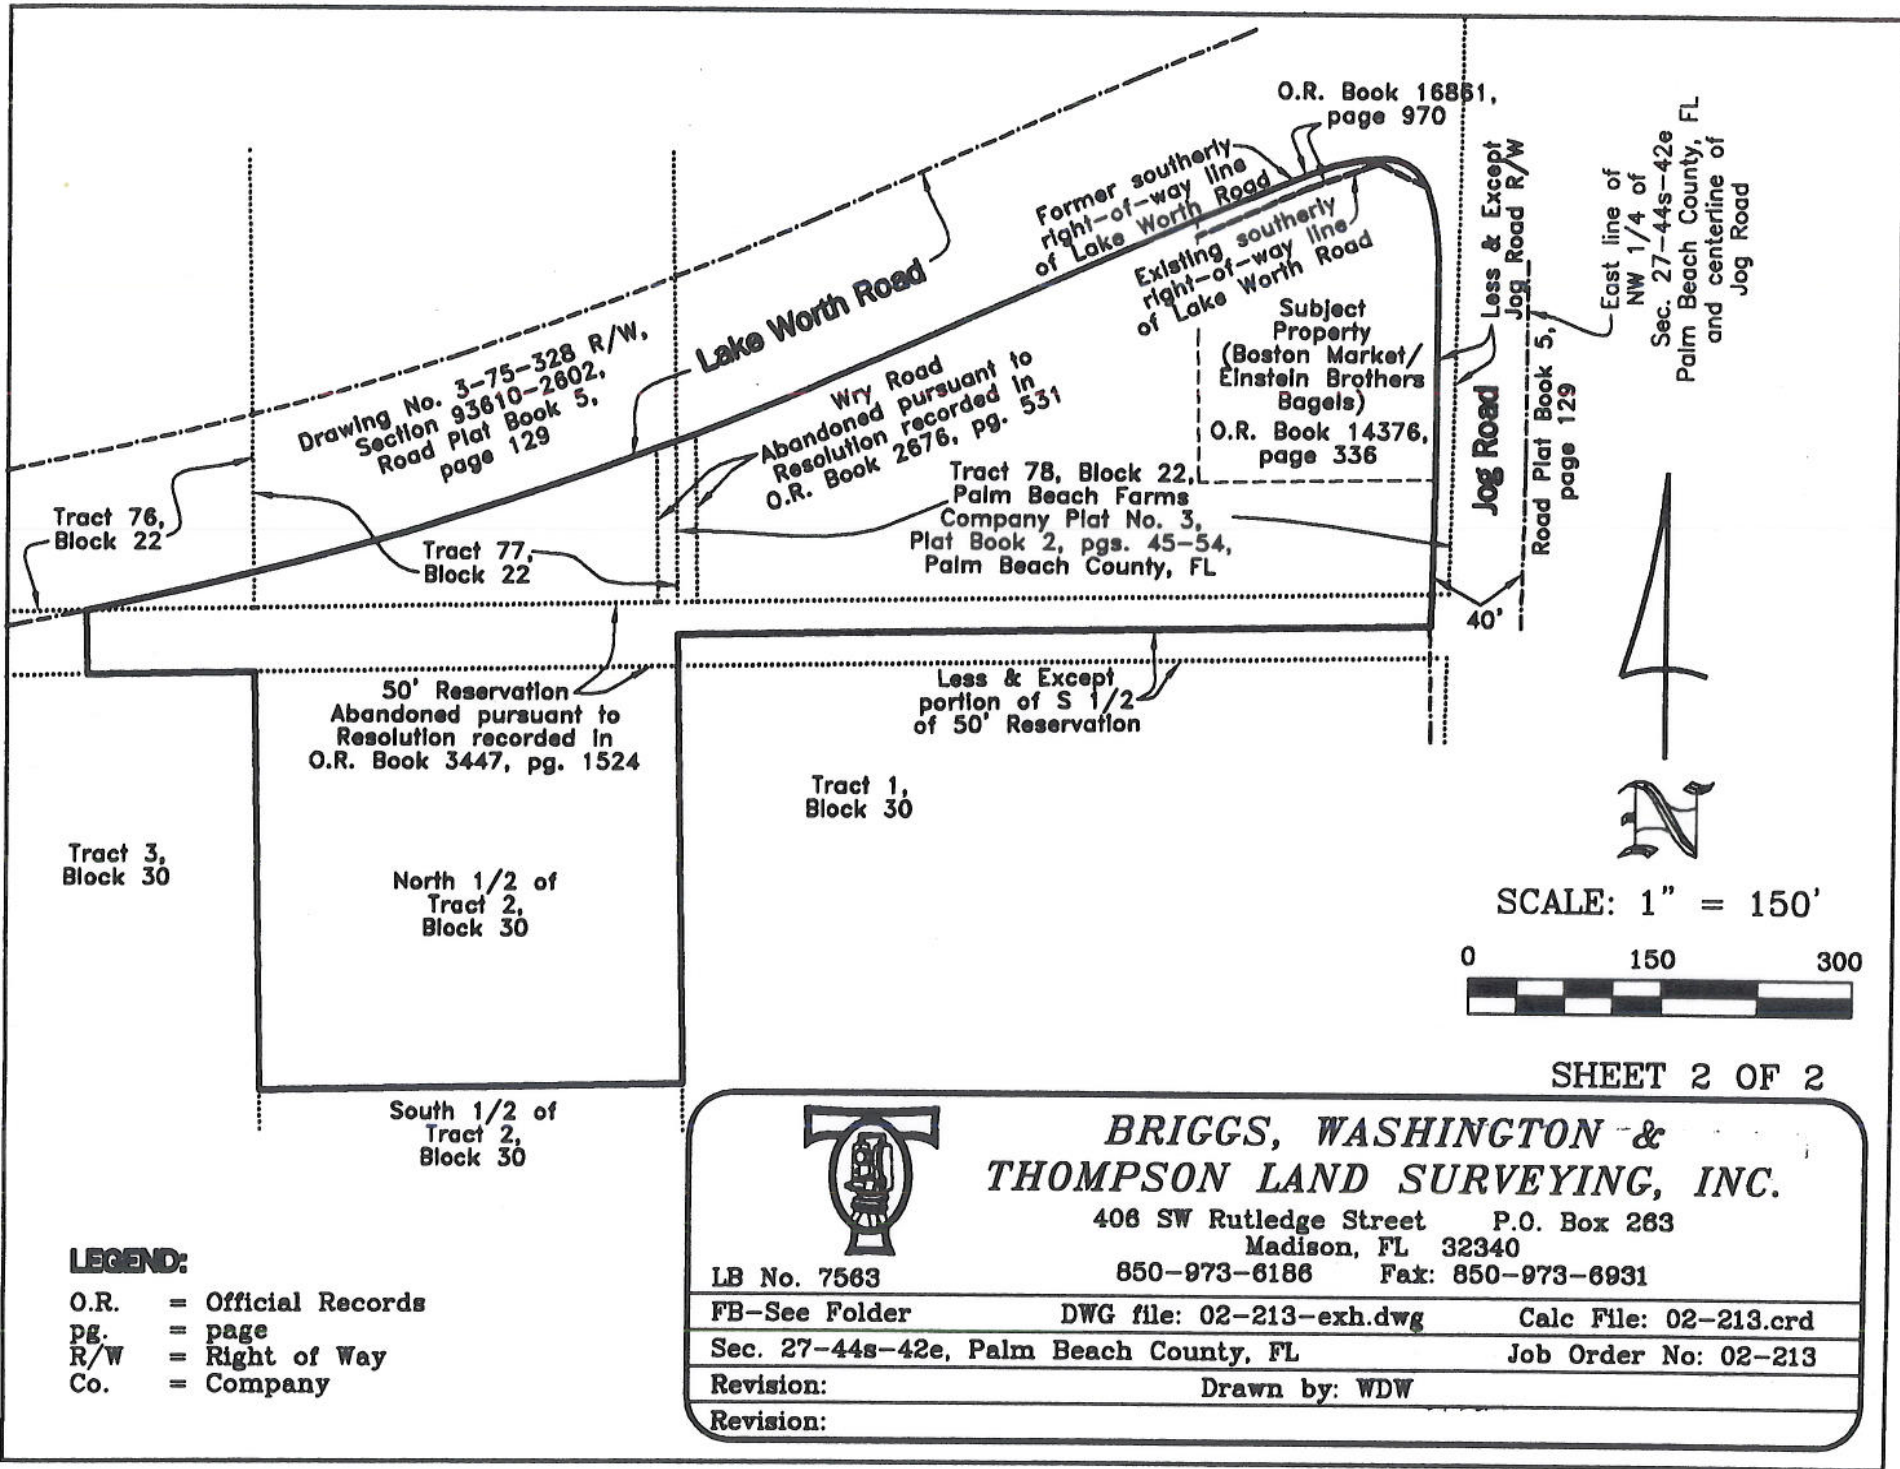 O.R. Book 16861,
page 970
Former southerly
right-of-way line
of Lake Worth Road
Existing southerly
right-of-way line
of Lake Worth Road
Less & Except
Jog Road R/W
East line of
NW 1/4 of
Sec. 27-44s-42e
Palm Beach County, FL
and centerline of
Jog Road
Lake Worth Road
Drawing No. 3-75-328 R/W,
Section 93610-2602,
Road Plat Book 5,
page 129
Wry Road
Abandoned pursuant to
Resolution recorded in
O.R. Book 2676, pg. 531
Subject
Property
(Boston Market/
Einstein Brothers
Bagels)
O.R. Book 14376,
page 336
Jog Road
Road Plat Book 5,
page 129
Tract 76,
Block 22
Tract 77,
Block 22
Tract 78, Block 22,
Palm Beach Farms
Company Plat No. 3,
Plat Book 2, pgs. 45-54,
Palm Beach County, FL
40'
50' Reservation
Abandoned pursuant to
Resolution recorded in
O.R. Book 3447, pg. 1524
Less & Except
portion of S 1/2
of 50' Reservation
Tract 1,
Block 30
Tract 3,
Block 30
North 1/2 of
Tract 2,
Block 30
South 1/2 of
Tract 2,
Block 30
N
SCALE: 1" = 150'
0 150 300
SHEET 2 OF 2
BRIGGS, WASHINGTON &
THOMPSON LAND SURVEYING, INC.
406 SW Rutledge Street P.O. Box 263
Madison, FL 32340
LB No. 7563 850-973-6186 Fax: 850-973-6931
FB-See Folder DWG file: 02-213-exh.dwg Calc File: 02-213.crd
Sec. 27-44s-42e, Palm Beach County, FL Job Order No: 02-213
Revision: Drawn by: WDW
Revision:
LEGEND:
O.R. = Official Records
pg. = page
R/W = Right of Way
Co. = Company